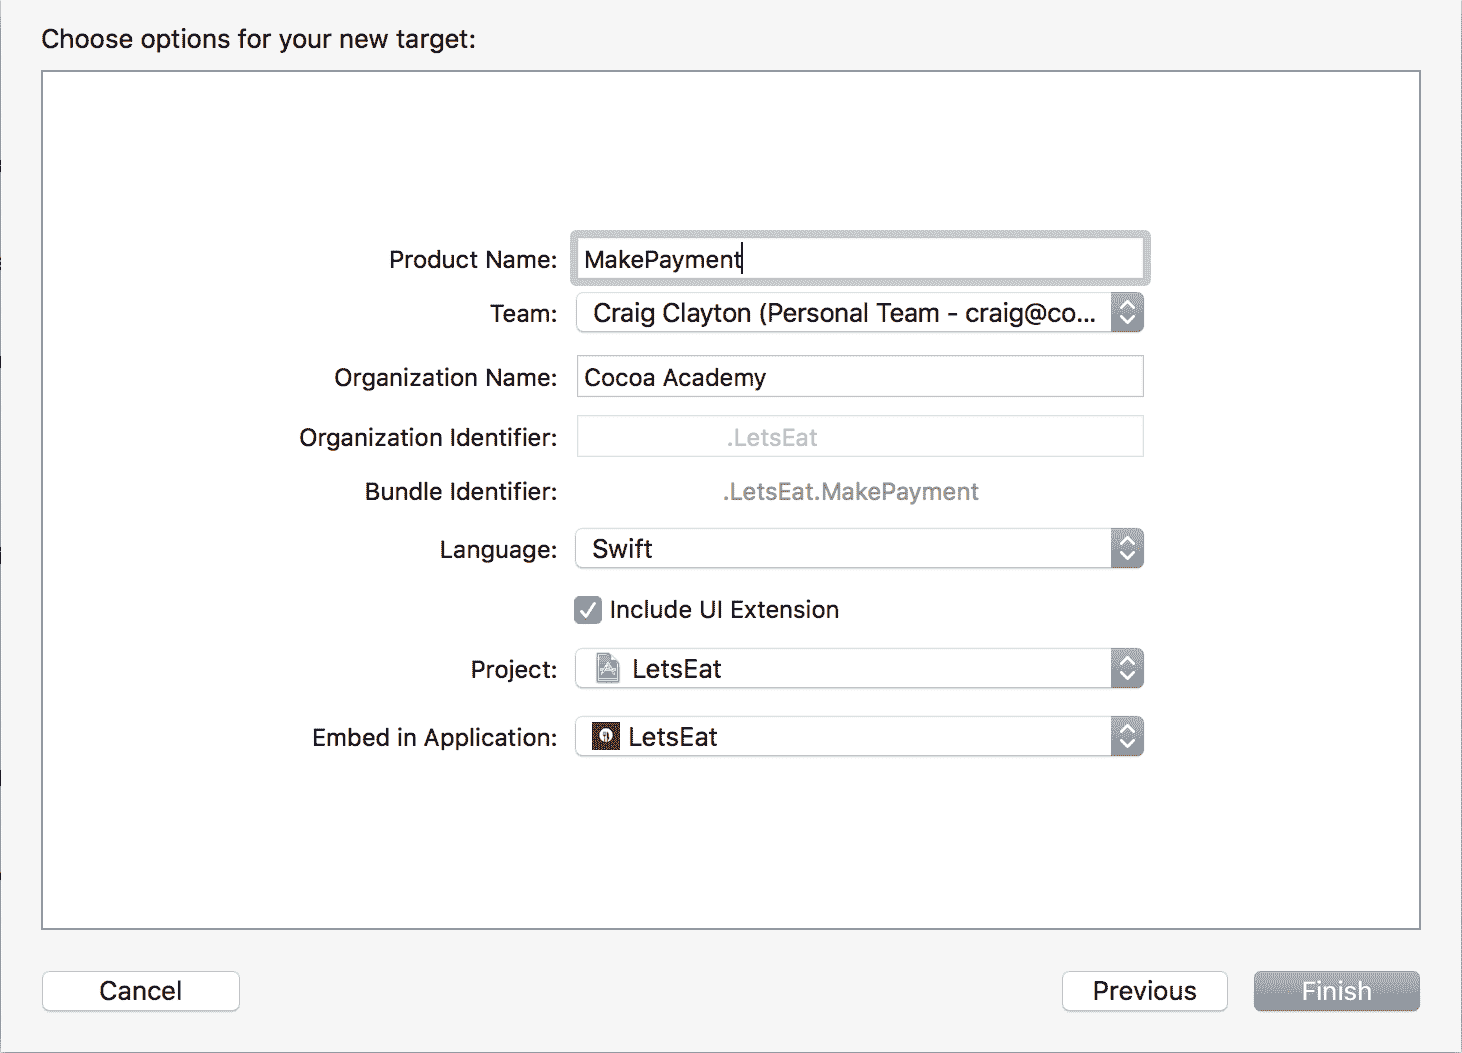 Choose options for your new target:
Product Name: MakePayment
Team: Craig Clayton (Personal Team - craig@co...
Organization Name: Cocoa Academy
Organization Identifier: .LetsEat
Bundle Identifier: .LetsEat.MakePayment
Language: Swift
Include UI Extension
Project: LetsEat
Embed in Application: LetsEat
Cancel Previous Finish